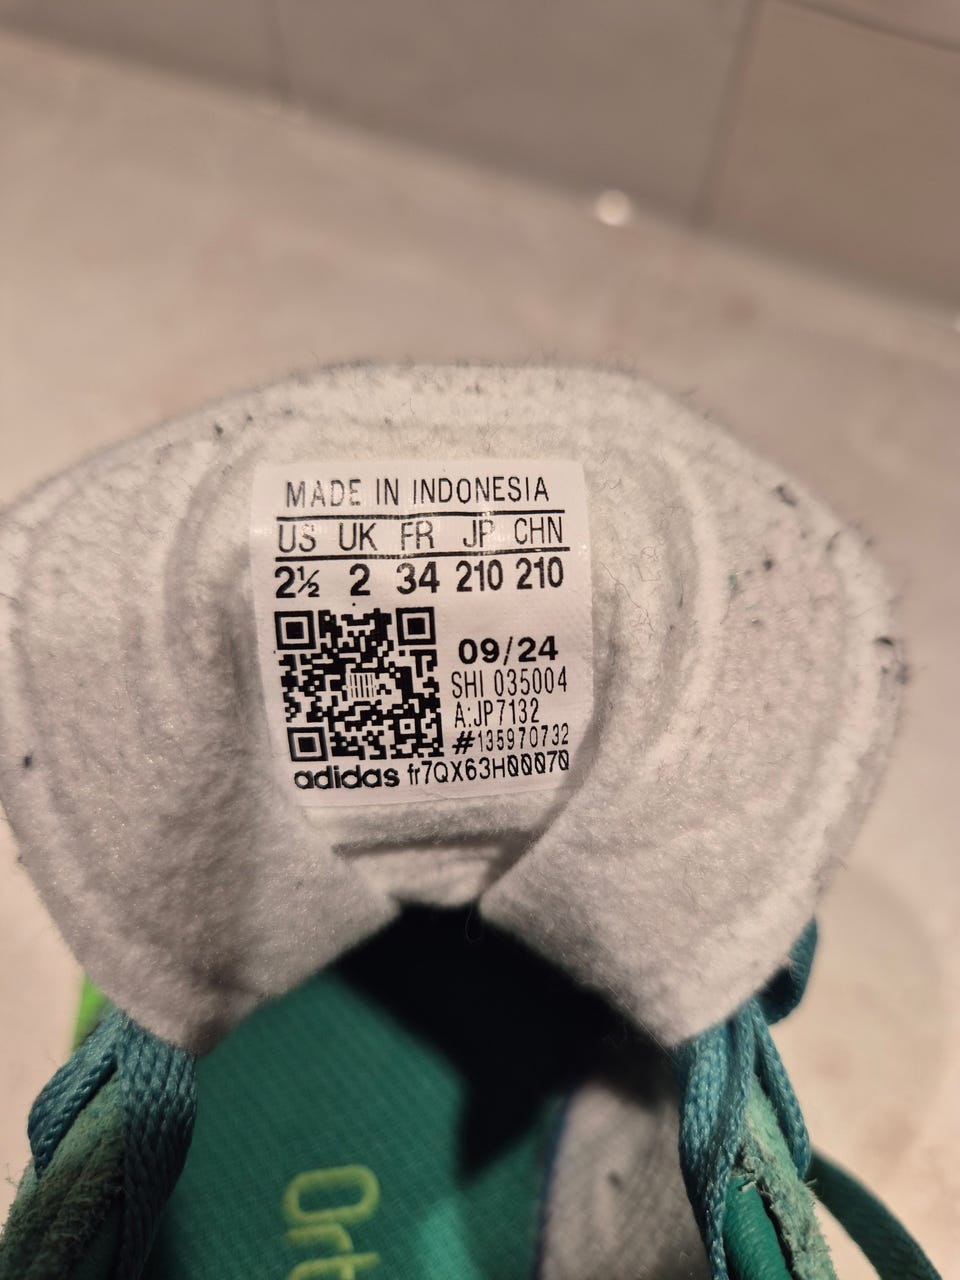 MADE IN INDONESIA
US UK FR JP CHN
2½ 2 34 210 210
09/24
SHI 035004
A:JP7132
#135970732
adidas fr7QX63H00070
Ort